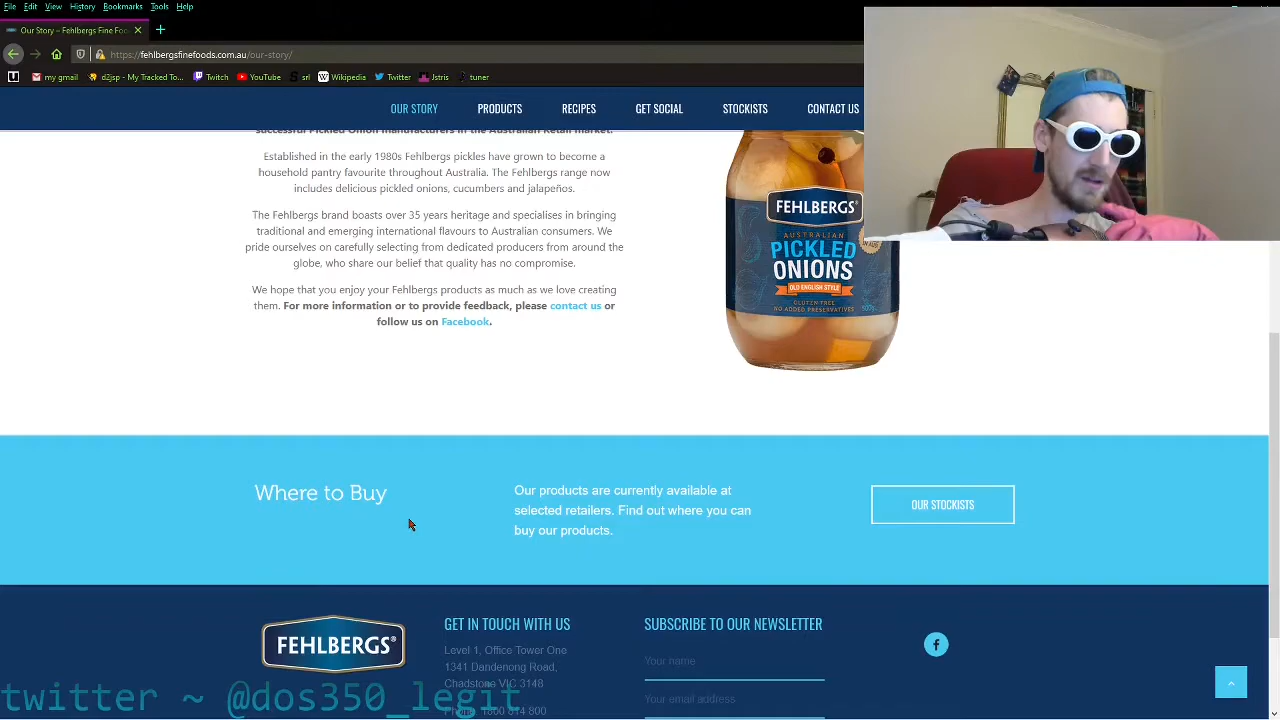 File Edit View History Bookmarks Tools Help
Our Story – Fehlbergs Fine Food
https://fehlbergsfinefoods.com.au/our-story/
my gmail d2jsp - My Tracked To... Twitch YouTube srl Wikipedia Twitter Jstris tuner
OUR STORY PRODUCTS RECIPES GET SOCIAL STOCKISTS CONTACT US
successful Pickled Onion manufacturers in the Australian Retail market.
Established in the early 1980s Fehlbergs pickles have grown to become a
household pantry favourite throughout Australia. The Fehlbergs range now
includes delicious pickled onions, cucumbers and jalapeños.
The Fehlbergs brand boasts over 35 years heritage and specialises in bringing
traditional and emerging international flavours to Australian consumers. We
pride ourselves on carefully selecting from dedicated producers from around the
globe, who share our belief that quality has no compromise.
We hope that you enjoy your Fehlbergs products as much as we love creating
them. For more information or to provide feedback, please contact us or
follow us on Facebook.
FEHLBERGS
AUSTRALIAN
PICKLED
ONIONS
OLD ENGLISH STYLE
GLUTEN FREE
NO ADDED PRESERVATIVES
500g
Where to Buy
Our products are currently available at
selected retailers. Find out where you can
buy our products.
OUR STOCKISTS
FEHLBERGS®
GET IN TOUCH WITH US
Level 1, Office Tower One
1341 Dandenong Road,
Chadstone VIC 3148
Phone: 1800 814 800
SUBSCRIBE TO OUR NEWSLETTER
Your name
Your email address
f
twitter ~ @dos350_legit